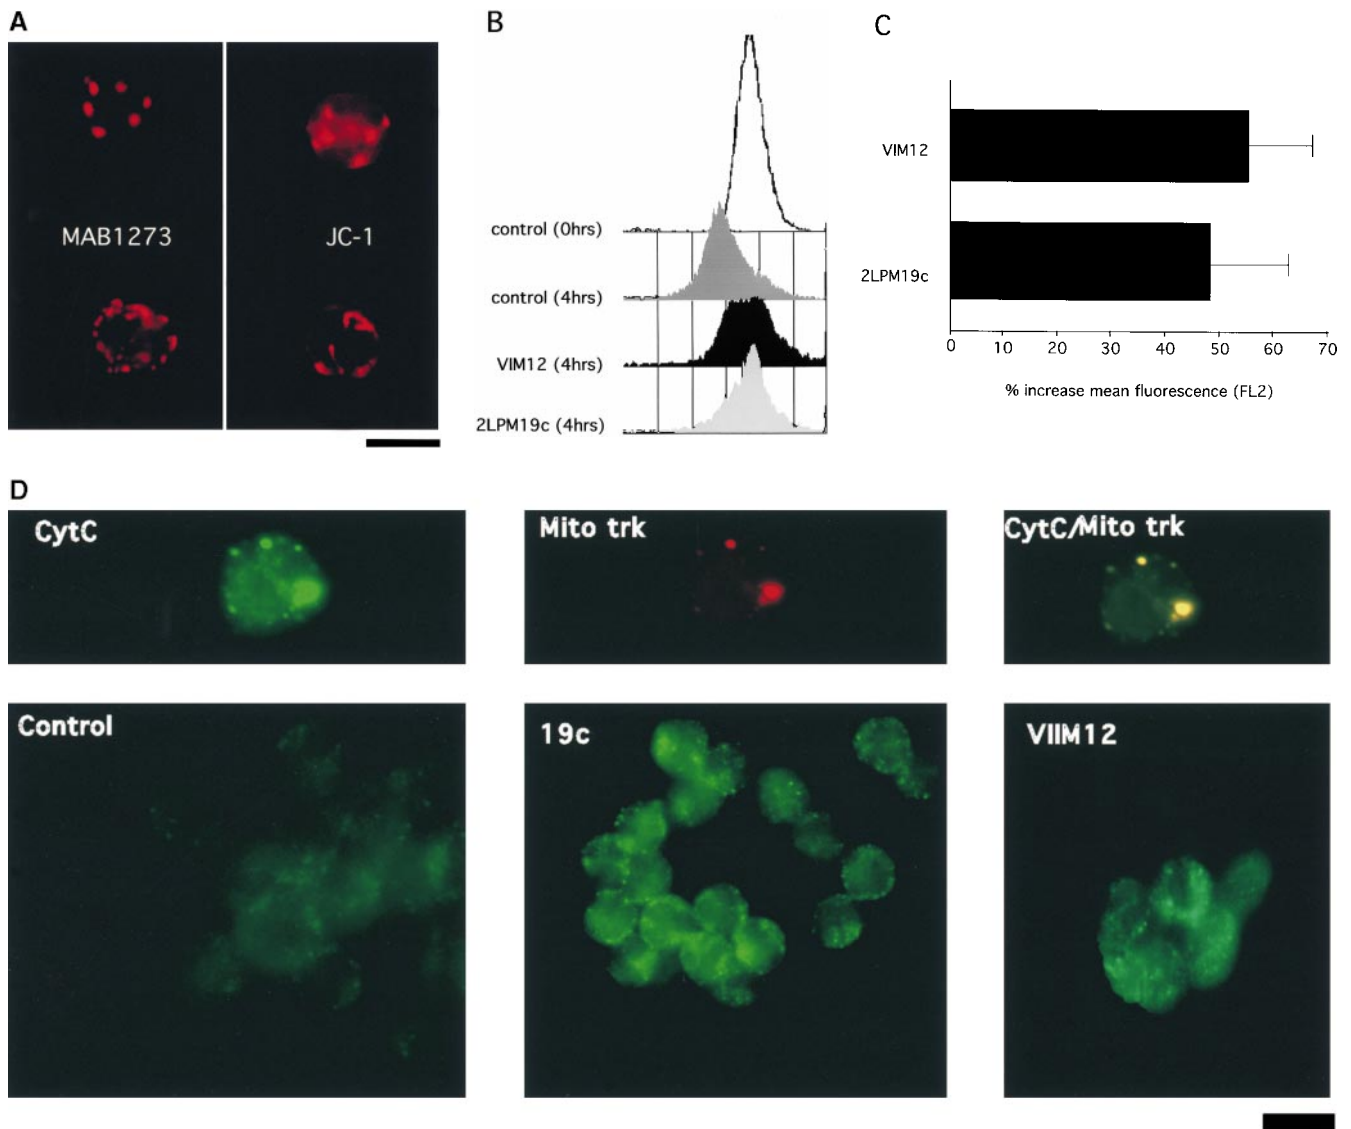 A
MAB1273
JC-1
B
control (0hrs)
control (4hrs)
VIM12 (4hrs)
2LPM19c (4hrs)
C
VIM12
2LPM19c
0 10 20 30 40 50 60 70
% increase mean fluorescence (FL2)
D
CytC
Mito trk
CytC/Mito trk
Control
19c
VIIM12